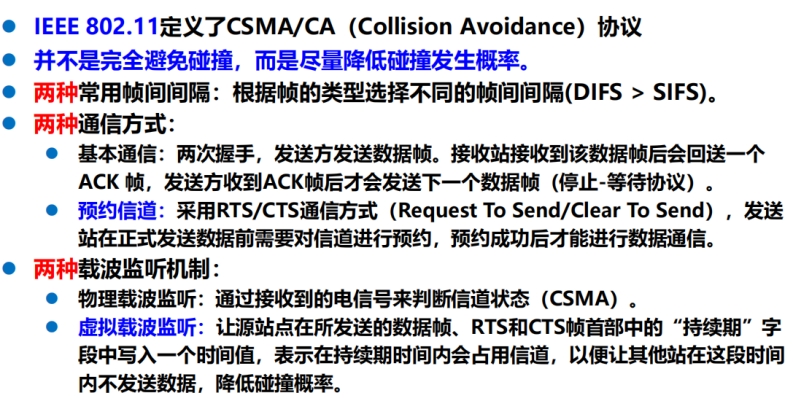 IEEE 802.11定义了CSMA/CA（Collision Avoidance）协议
并不是完全避免碰撞，而是尽量降低碰撞发生概率。
两种常用帧间间隔：根据帧的类型选择不同的帧间间隔(DIFS > SIFS)。
两种通信方式：
基本通信：两次握手，发送方发送数据帧。接收站接收到该数据帧后会回送一个
ACK 帧，发送方收到ACK帧后才会发送下一个数据帧（停止-等待协议）。
预约信道：采用RTS/CTS通信方式（Request To Send/Clear To Send），发送
站在正式发送数据前需要对信道进行预约，预约成功后才能进行数据通信。
两种载波监听机制：
物理载波监听：通过接收到的电信号来判断信道状态（CSMA）。
虚拟载波监听：让源站点在所发送的数据帧、RTS和CTS帧首部中的“持续期”字
段中写入一个时间值，表示在持续期时间内会占用信道，以便让其他站在这段时间
内不发送数据，降低碰撞概率。